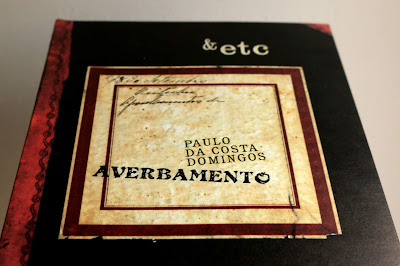 & etc
PAULO
DA COSTA
DOMINGOS
AVERBAMENTO